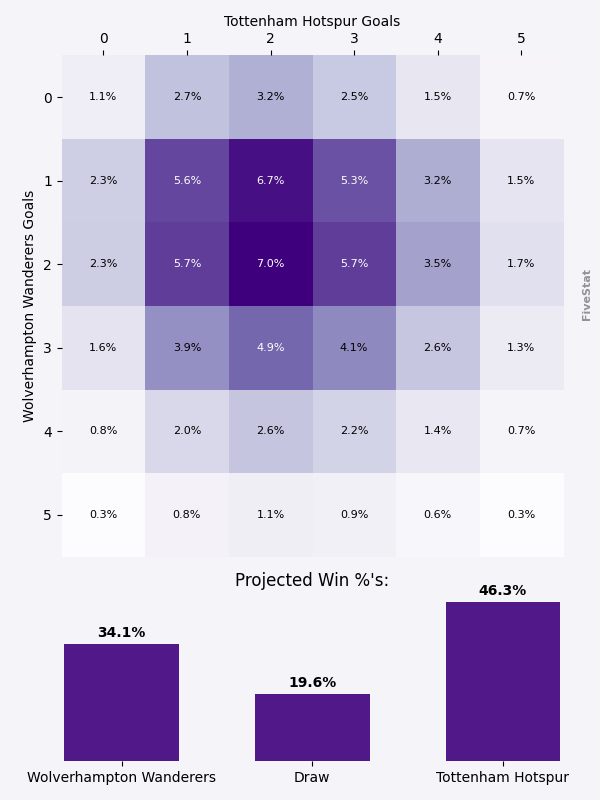 Tottenham Hotspur Goals
0 1 2 3 4 5
0 1.1% 2.7% 3.2% 2.5% 1.5% 0.7%
1 2.3% 5.6% 6.7% 5.3% 3.2% 1.5%
2 2.3% 5.7% 7.0% 5.7% 3.5% 1.7%
3 1.6% 3.9% 4.9% 4.1% 2.6% 1.3%
4 0.8% 2.0% 2.6% 2.2% 1.4% 0.7%
5 0.3% 0.8% 1.1% 0.9% 0.6% 0.3%
Wolverhampton Wanderers Goals
FiveStat
Projected Win %'s:
34.1% 19.6% 46.3%
Wolverhampton Wanderers Draw Tottenham Hotspur